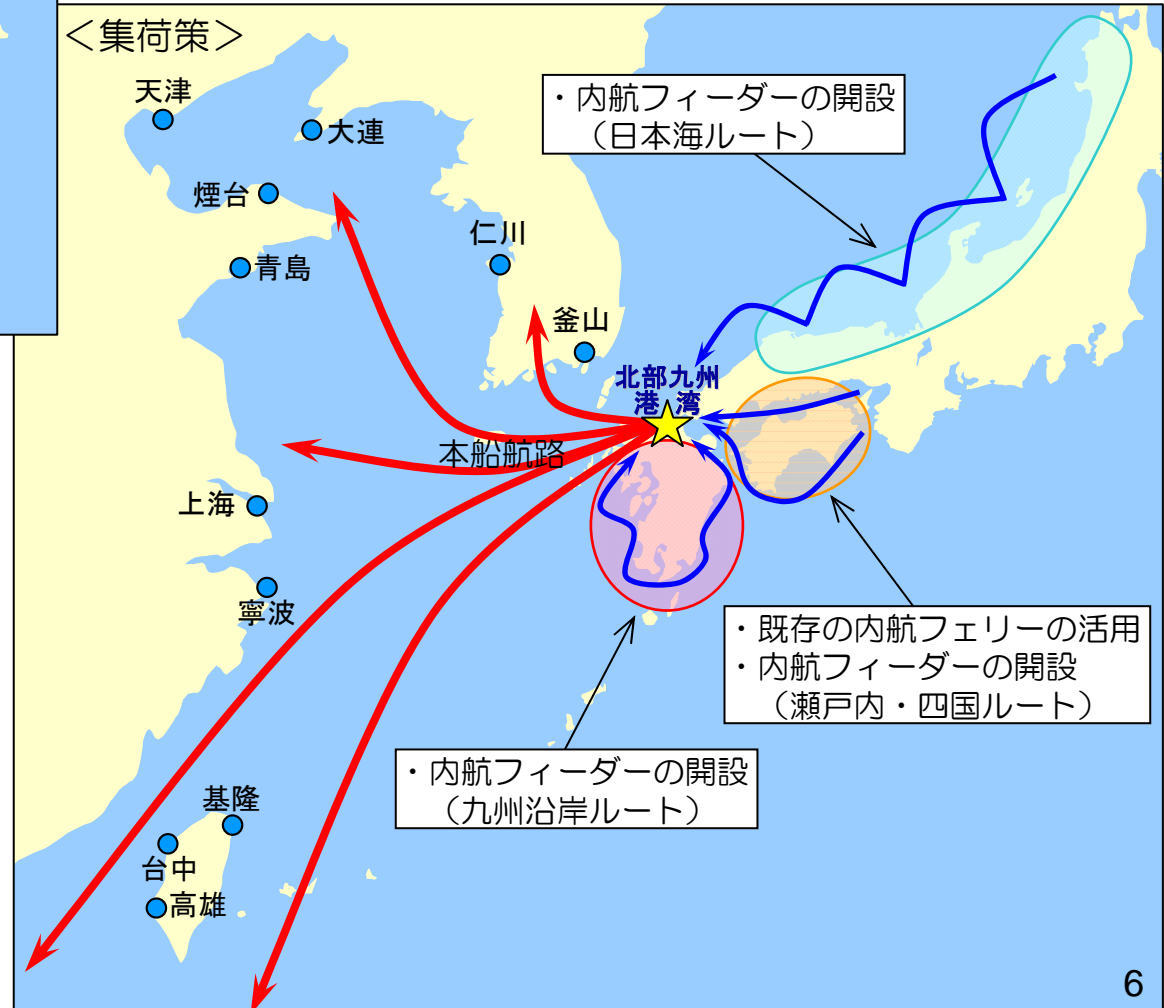 ＜集荷策＞
天津
大連
・内航フィーダーの開設
（日本海ルート）
煙台
仁川
青島
釜山
北部九州
港湾
本船航路
上海
寧波
・既存の内航フェリーの活用
・内航フィーダーの開設
（瀬戸内・四国ルート）
・内航フィーダーの開設
（九州沿岸ルート）
基隆
台中
高雄
6